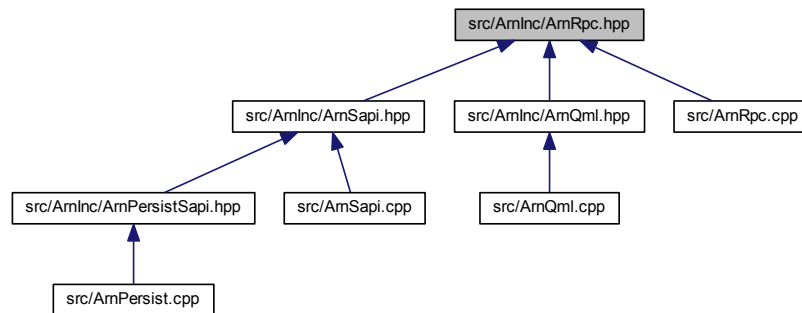 src/ArnInc/ArnRpc.hpp
src/ArnInc/ArnSapi.hpp
src/ArnInc/ArnQml.hpp
src/ArnRpc.cpp
src/ArnInc/ArnPersistSapi.hpp
src/ArnSapi.cpp
src/ArnQml.cpp
src/ArnPersist.cpp